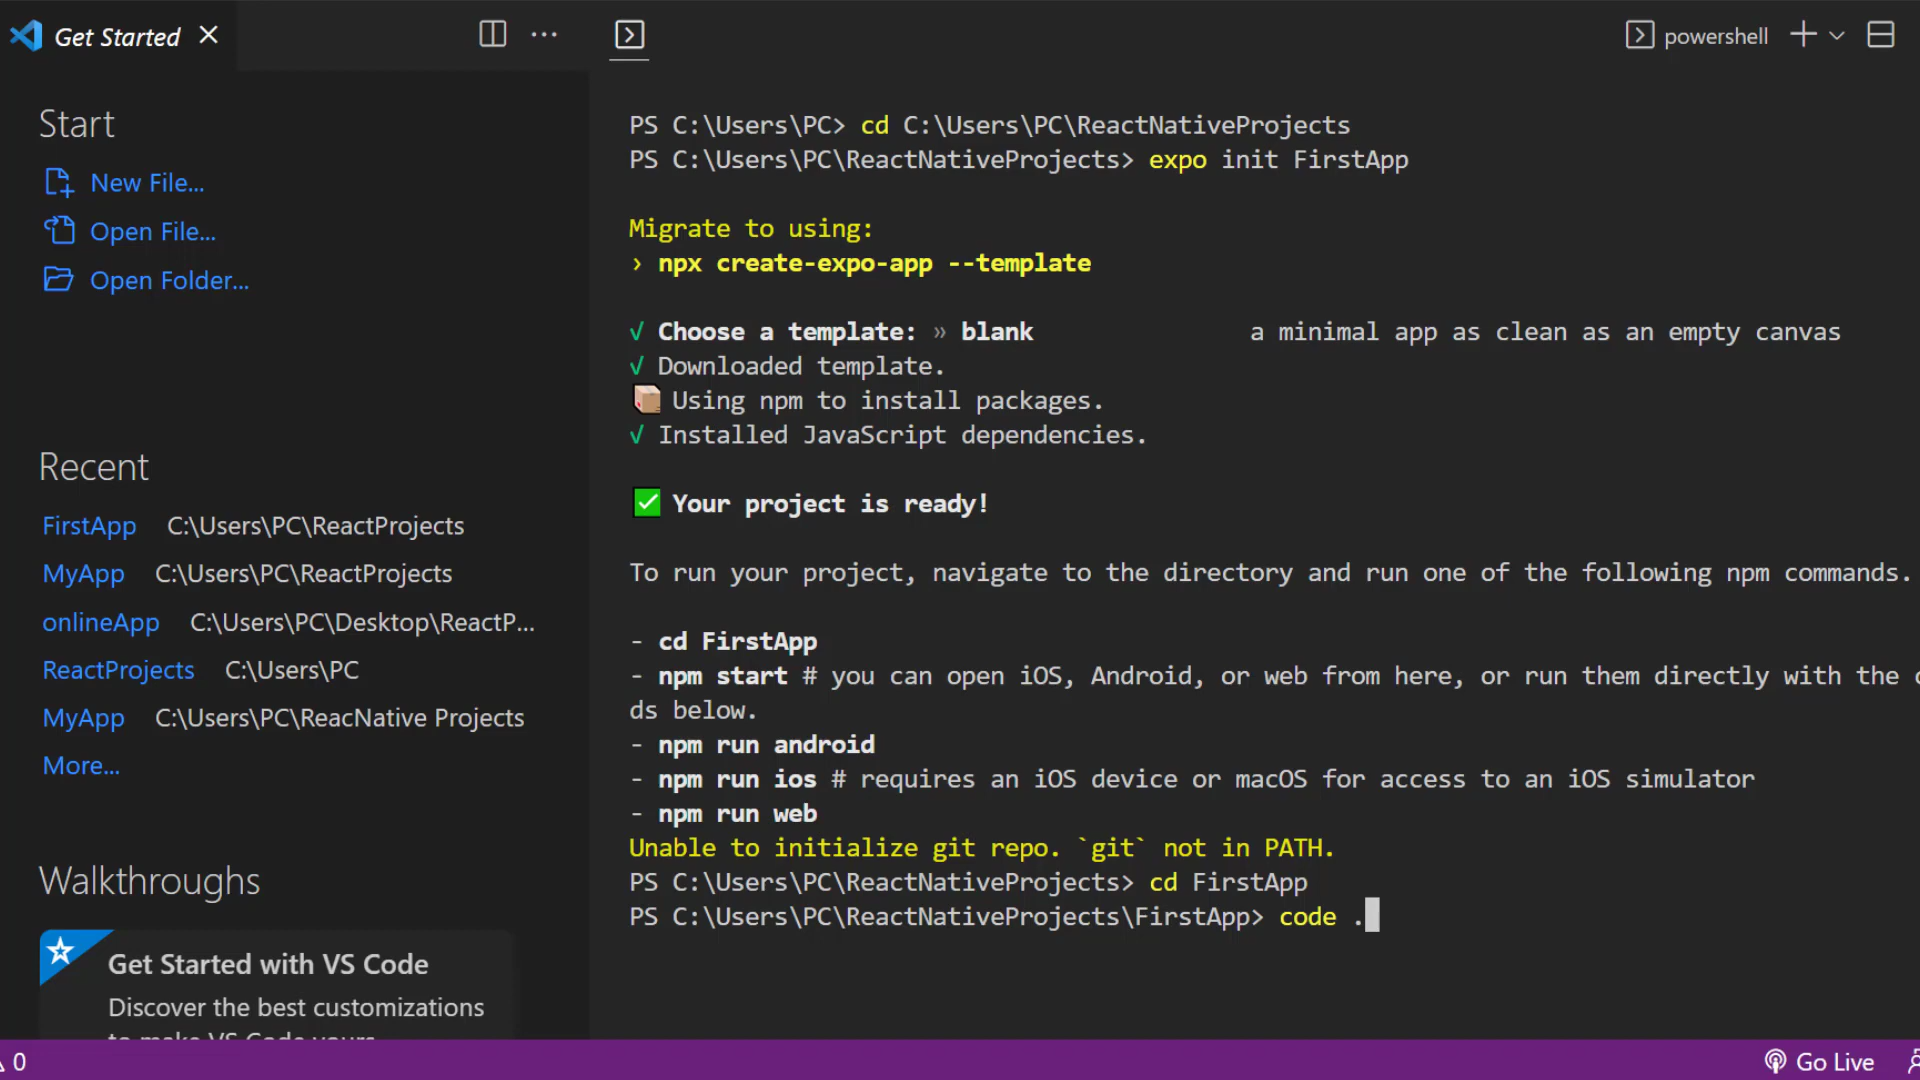 Get Started
powershell
Start
New File...
Open File...
Open Folder...
Recent
FirstApp C:\Users\PC\ReactProjects
MyApp C:\Users\PC\ReactProjects
onlineApp C:\Users\PC\Desktop\ReactP...
ReactProjects C:\Users\PC
MyApp C:\Users\PC\ReacNative Projects
More...
Walkthroughs
Get Started with VS Code
Discover the best customizations
to make VS Code yours.
PS C:\Users\PC> cd C:\Users\PC\ReactNativeProjects
PS C:\Users\PC\ReactNativeProjects> expo init FirstApp
Migrate to using:
› npx create-expo-app --template
√ Choose a template: » blank a minimal app as clean as an empty canvas
√ Downloaded template.
📦 Using npm to install packages.
√ Installed JavaScript dependencies.
✅ Your project is ready!
To run your project, navigate to the directory and run one of the following npm commands.
- cd FirstApp
- npm start # you can open iOS, Android, or web from here, or run them directly with the
ds below.
- npm run android
- npm run ios # requires an iOS device or macOS for access to an iOS simulator
- npm run web
Unable to initialize git repo. `git` not in PATH.
PS C:\Users\PC\ReactNativeProjects> cd FirstApp
PS C:\Users\PC\ReactNativeProjects\FirstApp> code .
0
Go Live